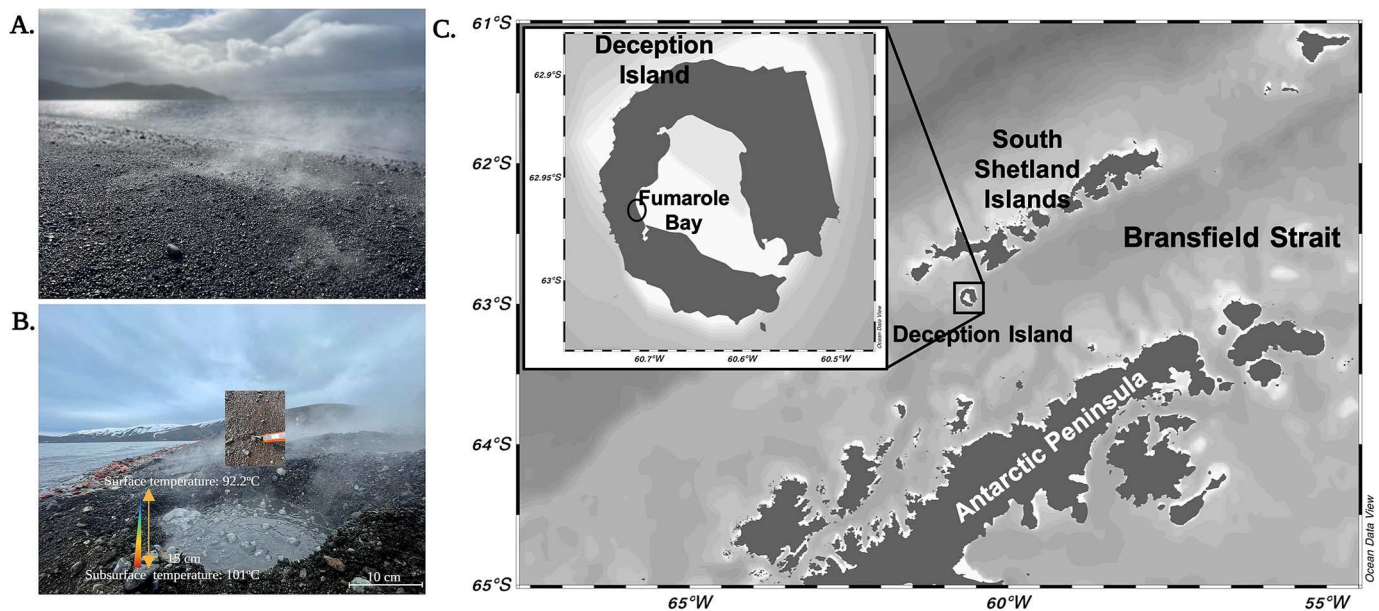 A.
B.
Surface temperature: 92.2ºC
15 cm
Subsurface temperature: 101ºC
10 cm
C.
61°S
62°S
63°S
64°S
65°S
65°W
60°W
55°W
Deception
Island
62.9°S
62.95°S
63°S
60.7°W
60.6°W
60.5°W
Fumarole
Bay
Ocean Data View
South
Shetland
Islands
Bransfield Strait
Deception Island
Antarctic Peninsula
Ocean Data View